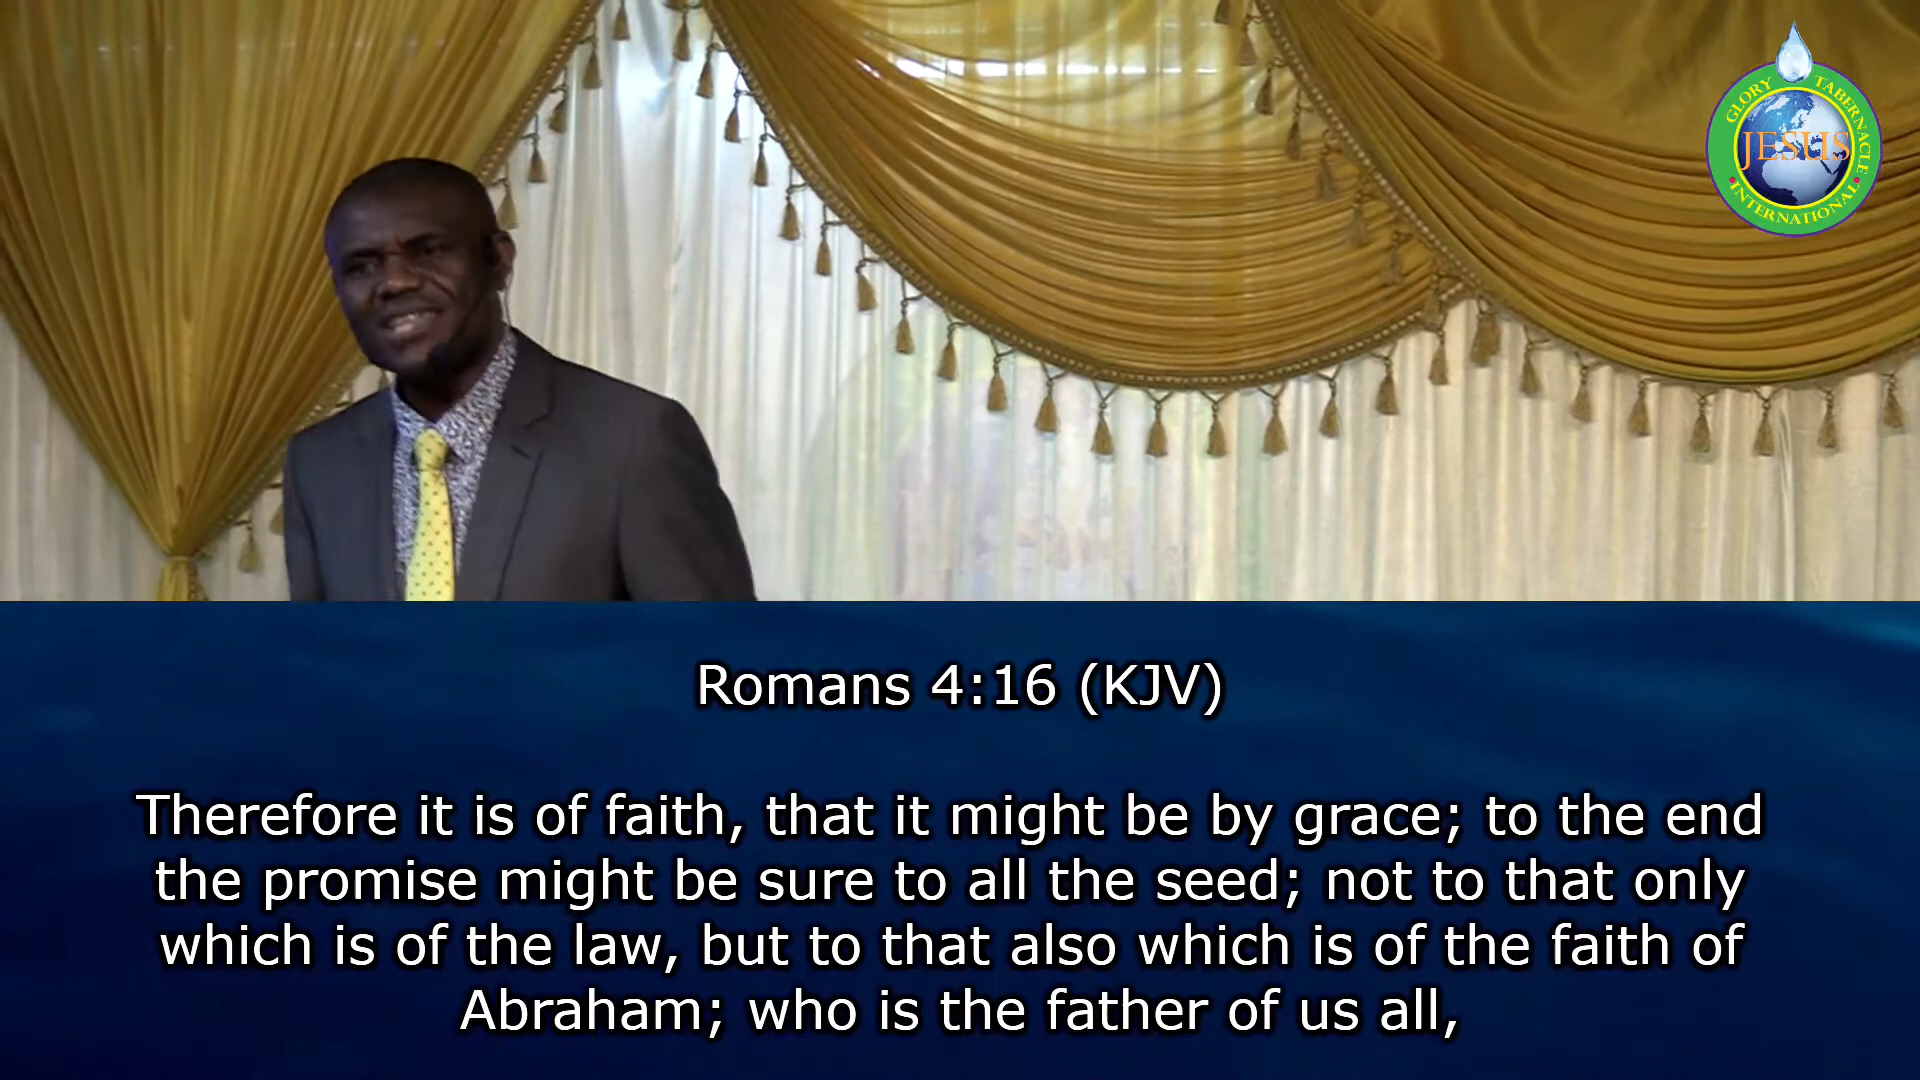 GLORY TABERNACLE
JESUS
INTERNATIONAL
Romans 4:16 (KJV)
Therefore it is of faith, that it might be by grace; to the end
the promise might be sure to all the seed; not to that only
which is of the law, but to that also which is of the faith of
Abraham; who is the father of us all,